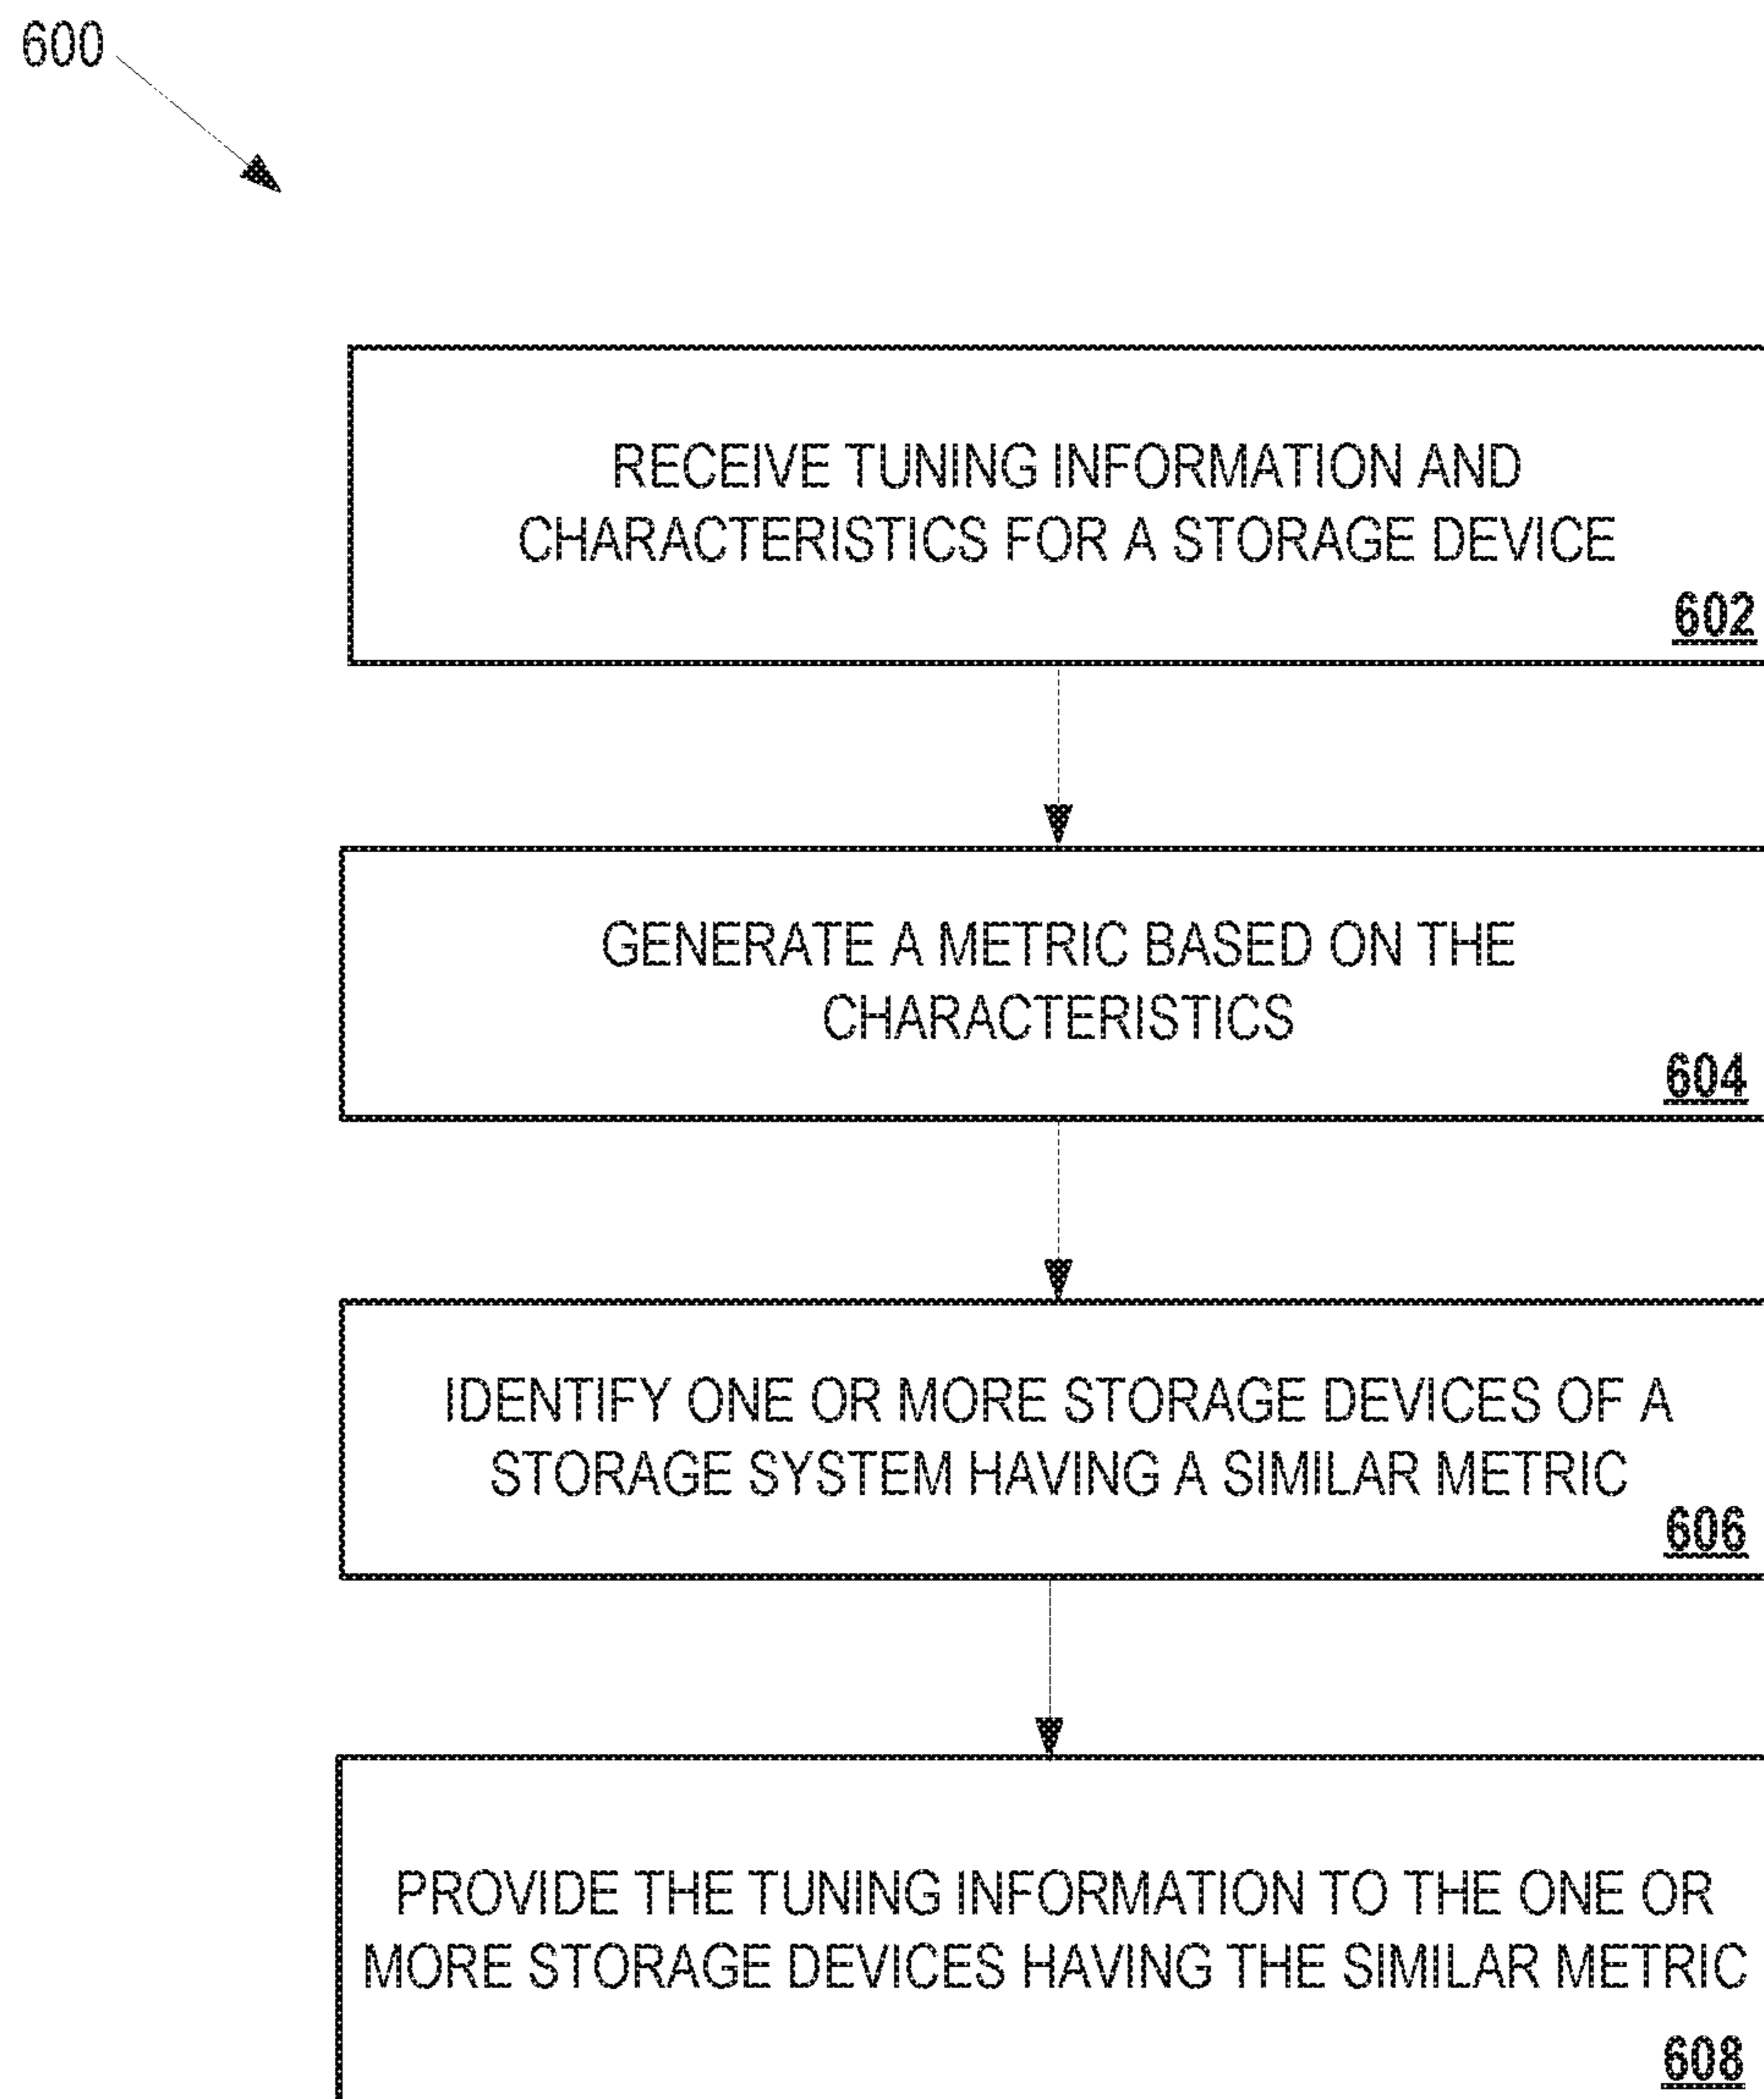 600
RECEIVE TUNING INFORMATION AND
CHARACTERISTICS FOR A STORAGE DEVICE
602
GENERATE A METRIC BASED ON THE
CHARACTERISTICS
604
IDENTIFY ONE OR MORE STORAGE DEVICES OF A
STORAGE SYSTEM HAVING A SIMILAR METRIC
606
PROVIDE THE TUNING INFORMATION TO THE ONE OR
MORE STORAGE DEVICES HAVING THE SIMILAR METRIC
608